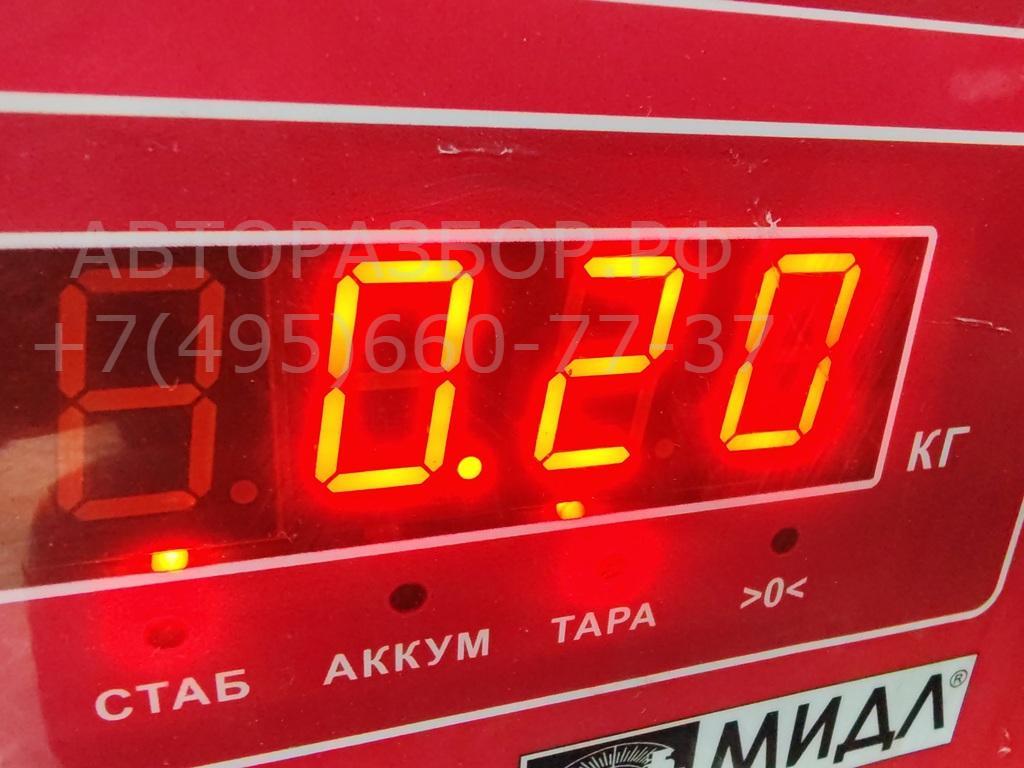 АВТОРАЗБОР.РФ
+7(495)660-77-37
0.20
КГ
СТАБ АККУМ ТАРА >0<
МИДЛ®